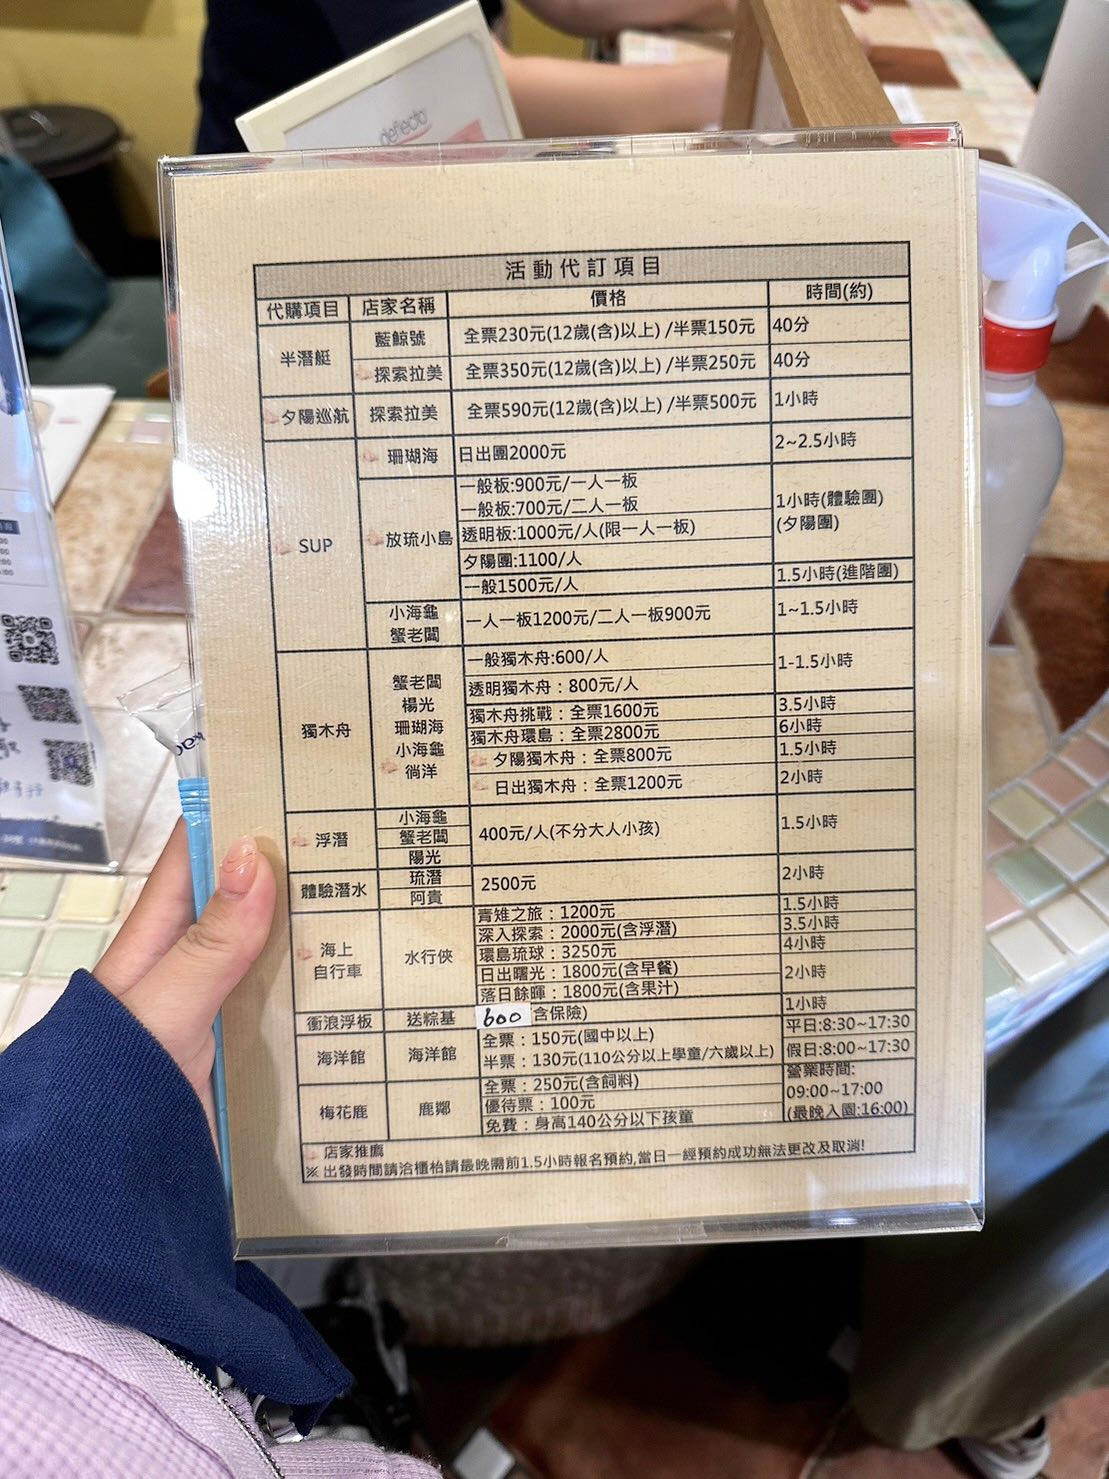 deflecto
活動代訂項目
代購項目 店家名稱 價格 時間(約)
半潛艇 藍鯨號 全票230元(12歲(含)以上) /半票150元 40分
探索拉美 全票350元(12歲(含)以上) /半票250元 40分
夕陽巡航 探索拉美 全票590元(12歲(含)以上) /半票500元 1小時
SUP 珊瑚海 日出團2000元 2~2.5小時
放琉小島 一般板:900元/一人一板 1小時(體驗團)
一般板:700元/二人一板 (夕陽團)
透明板:1000元/人(限一人一板)
夕陽團:1100/人
一般1500元/人 1.5小時(進階團)
小海龜 一人一板1200元/二人一板900元 1~1.5小時
蟹老闆
獨木舟 一般獨木舟:600/人 1-1.5小時
蟹老闆 透明獨木舟：800元/人
楊光 獨木舟挑戰：全票1600元 3.5小時
珊瑚海 獨木舟環島：全票2800元 6小時
小海龜 夕陽獨木舟：全票800元 1.5小時
徜洋 日出獨木舟：全票1200元 2小時
浮潛 小海龜 400元/人(不分大人小孩) 1.5小時
蟹老闆
陽光
體驗潛水 琉潛 2500元 2小時
阿貴
海上 水行俠 青雉之旅：1200元 1.5小時
自行車 深入探索：2000元(含浮潛) 3.5小時
環島琉球：3250元 4小時
日出曙光：1800元(含早餐) 2小時
落日餘暉：1800元(含果汁)
衝浪浮板 送粽基 600 含保險) 1小時
海洋館 海洋館 全票：150元(國中以上) 平日:8:30~17:30
半票：130元(110公分以上學童/六歲以上) 假日:8:00~17:30
梅花鹿 鹿鄰 全票：250元(含飼料) 營業時間:
優待票：100元 09:00~17:00
免費：身高140公分以下孩童 (最晚入園:16:00)
店家推薦
※ 出發時間請洽櫃枱請最晚需前1.5小時報名預約,當日一經預約成功無法更改及取消!